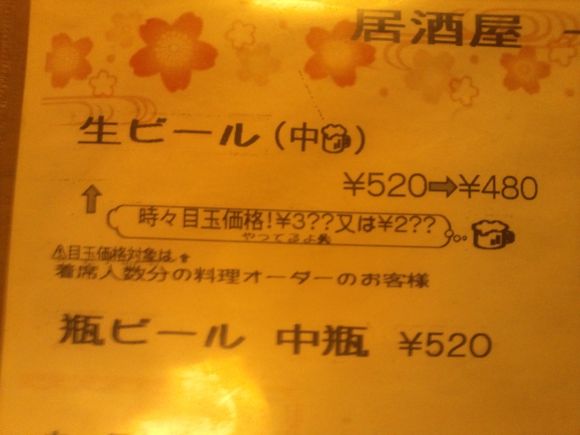 居酒屋
生ビール(中🍺)
¥520➡¥480
時々目玉価格!¥3??又は¥2??
やってるよ
⚠目玉価格対象は⬆
着席人数分の料理オーダーのお客様
瓶ビール 中瓶 ¥520